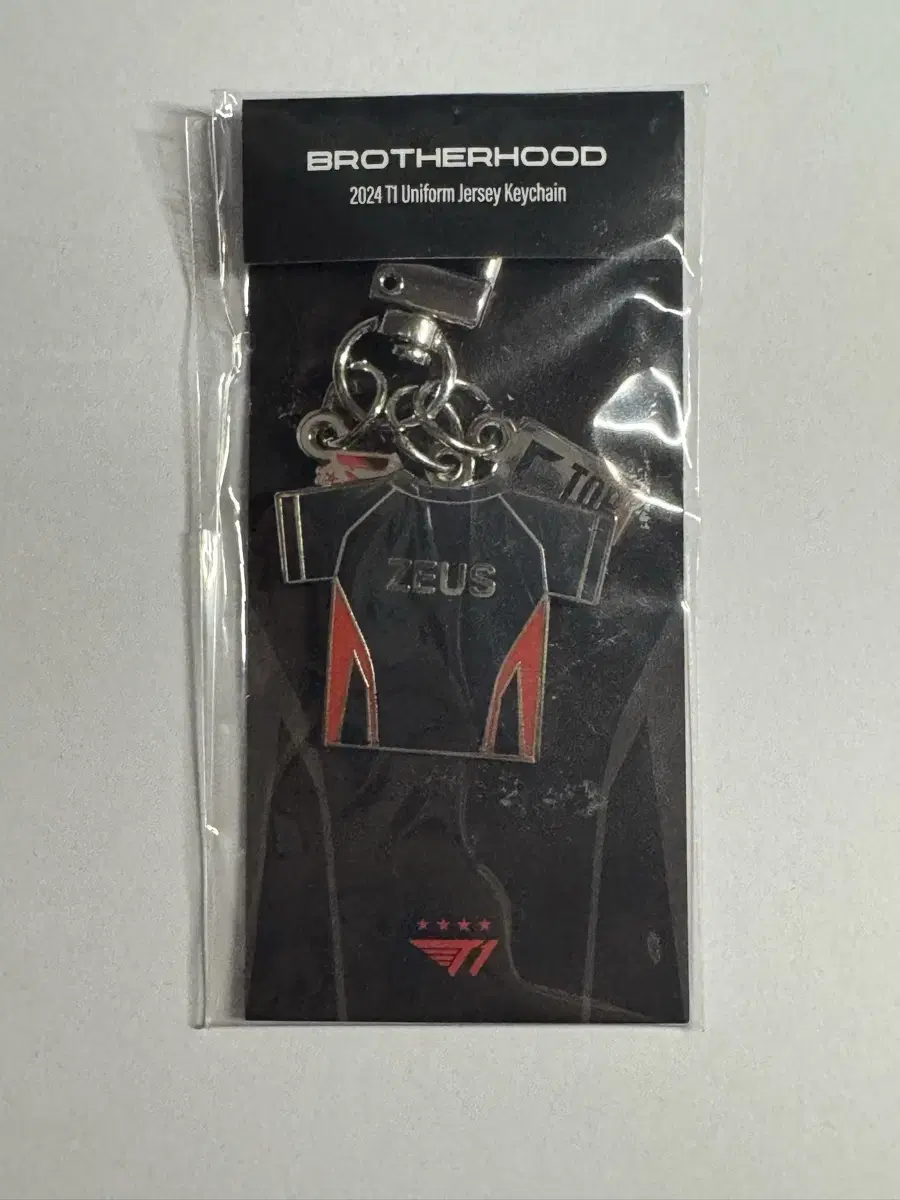 BROTHERHOOD
2024 T1 Uniform Jersey Keychain
ZEUS
T1